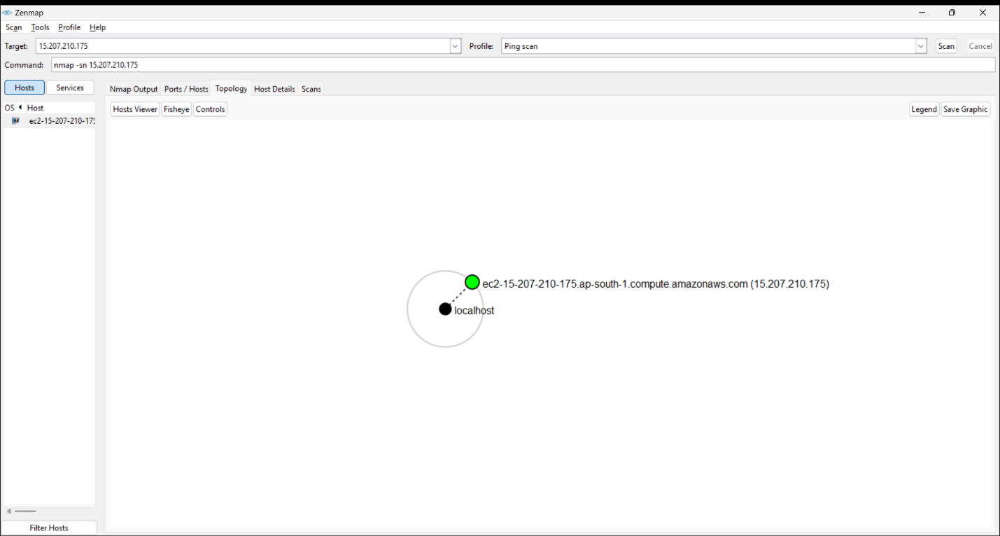 Zenmap
Scan Tools Profile Help
Target: 15.207.210.175 Profile: Ping scan Scan Cancel
Command: nmap -sn 15.207.210.175
Hosts Services Nmap Output Ports / Hosts Topology Host Details Scans
OS Host Hosts Viewer Fisheye Controls Legend Save Graphic
ec2-15-207-210-175
ec2-15-207-210-175.ap-south-1.compute.amazonaws.com (15.207.210.175)
localhost
Filter Hosts